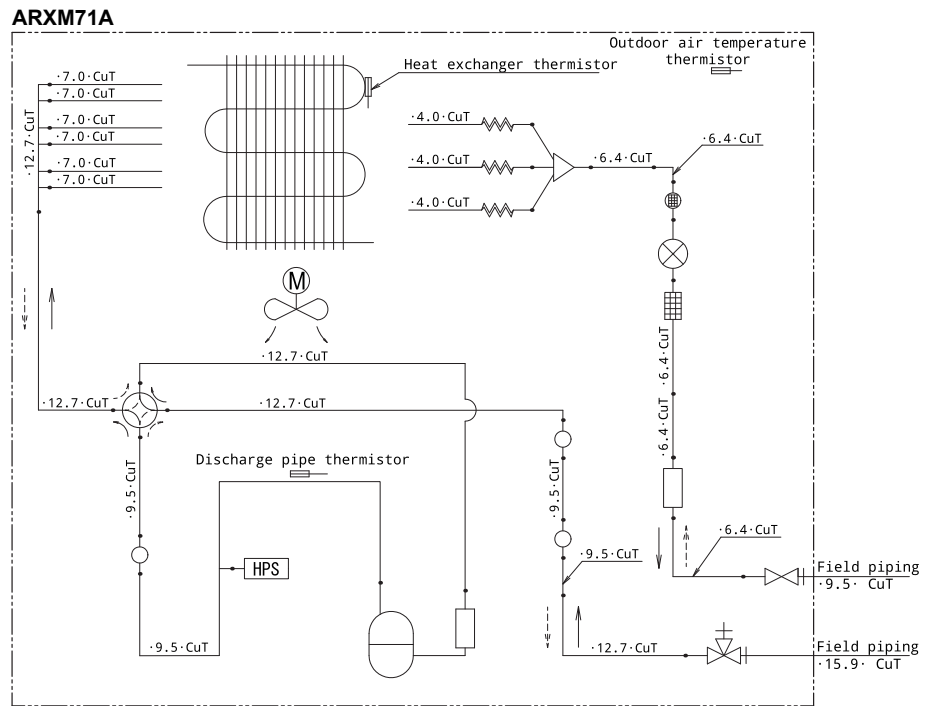 ARXM71A
Outdoor air temperature
thermistor
Heat exchanger thermistor
·7.0·CuT
·7.0·CuT
·7.0·CuT
·7.0·CuT
·7.0·CuT
·7.0·CuT
·12.7·CuT
·4.0·CuT
·4.0·CuT
·4.0·CuT
·6.4·CuT
·6.4·CuT
M
·12.7·CuT
·6.4·CuT
·12.7·CuT
·12.7·CuT
·6.4·CuT
Discharge pipe thermistor
·9.5·CuT
·9.5·CuT
·6.4·CuT
·9.5·CuT
HPS
Field piping
·9.5· CuT
·9.5·CuT
·12.7·CuT
Field piping
·15.9· CuT